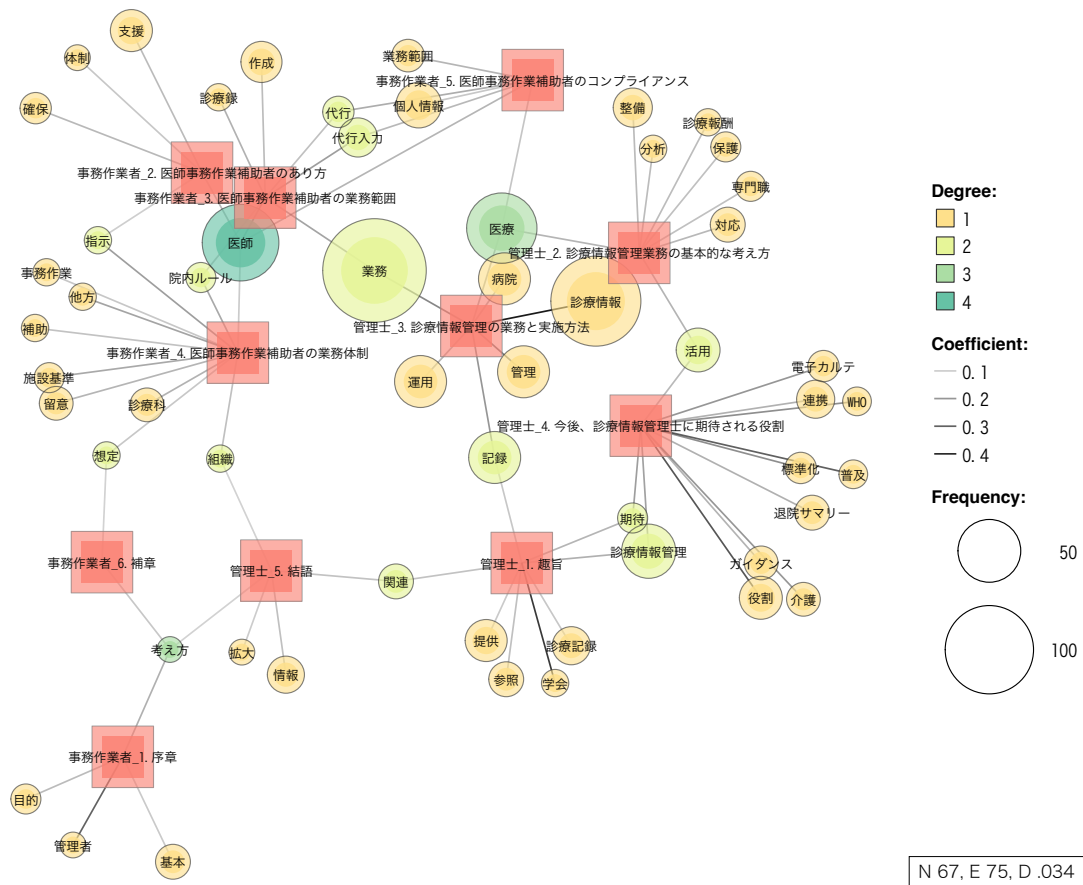 支援
体制
作成
業務範囲
事務作業者_5. 医師事務作業補助者のコンプライアンス
確保
診療録
代行
個人情報
代行入力
整備
診療報酬
分析
保護
専門職
対応
事務作業者_2. 医師事務作業補助者のあり方
事務作業者_3. 医師事務作業補助者の業務範囲
医師
指示
院内ルール
業務
医療
管理士_2. 診療情報管理業務の基本的な考え方
病院
診療情報
事務作業
他方
補助
管理士_3. 診療情報管理の業務と実施方法
事務作業者_4. 医師事務作業補助者の業務体制
活用
施設基準
留意
診療科
運用
管理
電子カルテ
連携
WHO
管理士_4. 今後、診療情報管理士に期待される役割
想定
組織
記録
標準化
普及
退院サマリー
期待
診療情報管理
事務作業者_6. 補章
管理士_5. 結語
関連
管理士_1. 趣旨
ガイダンス
役割
介護
考え方
拡大
情報
提供
診療記録
参照
学会
事務作業者_1. 序章
目的
管理者
基本
Degree:
1
2
3
4
Coefficient:
0. 1
0. 2
0. 3
0. 4
Frequency:
50
100
N 67, E 75, D .034